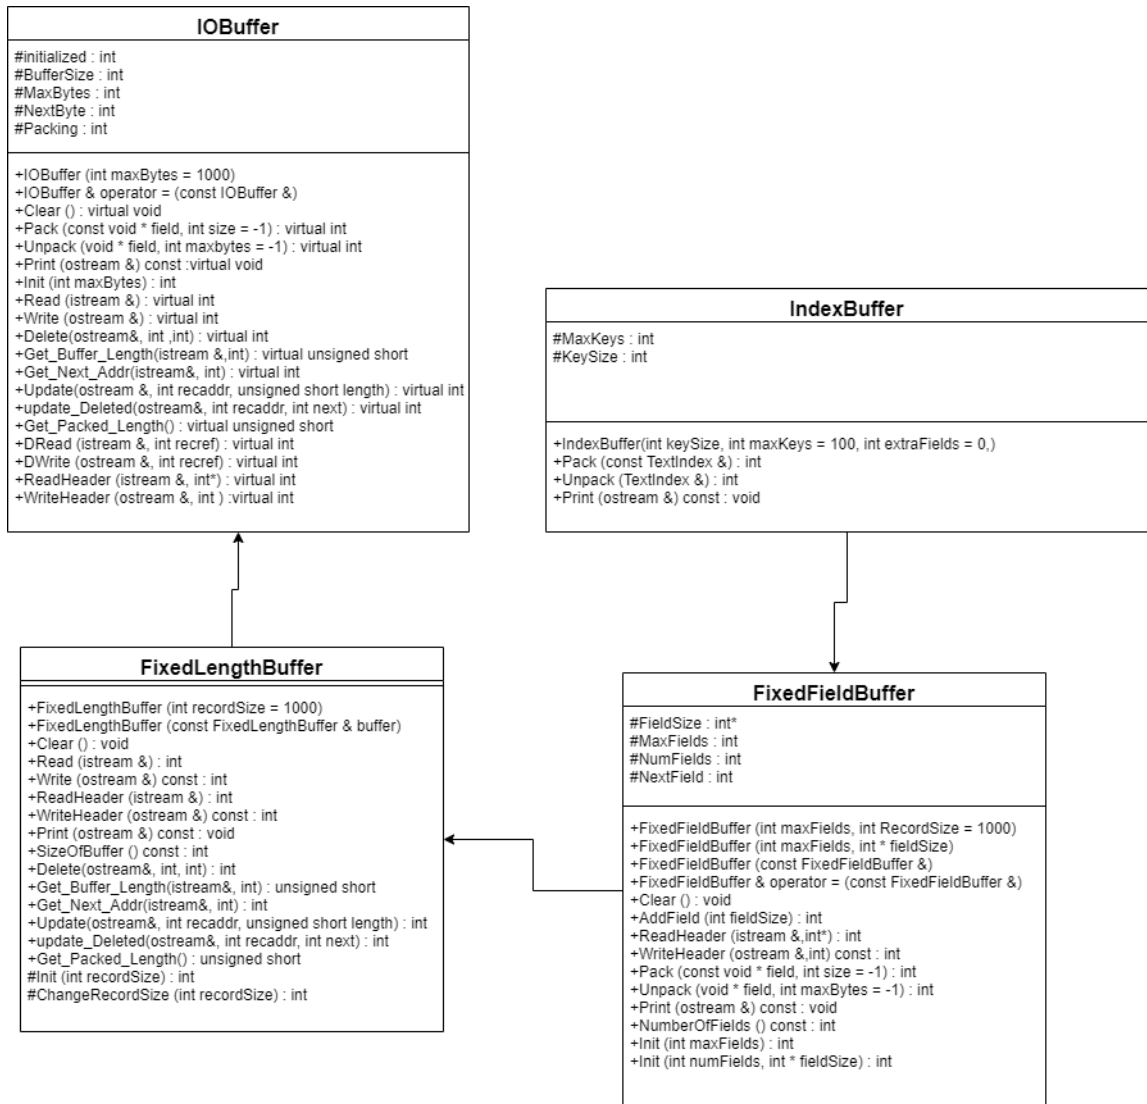 IOBuffer
#initialized : int
#BufferSize : int
#MaxBytes : int
#NextByte : int
#Packing : int
+IOBuffer (int maxBytes = 1000)
+IOBuffer & operator = (const IOBuffer &)
+Clear () : virtual void
+Pack (const void * field, int size = -1) : virtual int
+Unpack (void * field, int maxbytes = -1) : virtual int
+Print (ostream &) const :virtual void
+Init (int maxBytes) : int
+Read (istream &) : virtual int
+Write (ostream &) : virtual int
+Delete(ostream&, int ,int) : virtual int
+Get_Buffer_Length(istream &,int) : virtual unsigned short
+Get_Next_Addr(istream&, int) : virtual int
+Update(ostream &, int recaddr, unsigned short length) : virtual int
+update_Deleted(ostream&, int recaddr, int next) : virtual int
+Get_Packed_Length() : virtual unsigned short
+DRead (istream &, int recref) : virtual int
+DWrite (ostream &, int recref) : virtual int
+ReadHeader (istream &, int*) : virtual int
+WriteHeader (ostream &, int ) :virtual int
IndexBuffer
#MaxKeys : int
#KeySize : int
+IndexBuffer(int keySize, int maxKeys = 100, int extraFields = 0,)
+Pack (const TextIndex &) : int
+Unpack (TextIndex &) : int
+Print (ostream &) const : void
FixedLengthBuffer
+FixedLengthBuffer (int recordSize = 1000)
+FixedLengthBuffer (const FixedLengthBuffer & buffer)
+Clear () : void
+Read (istream &) : int
+Write (ostream &) const : int
+ReadHeader (istream &) : int
+WriteHeader (ostream &) const : int
+Print (ostream &) const : void
+SizeOfBuffer () const : int
+Delete(ostream&, int, int) : int
+Get_Buffer_Length(istream&, int) : unsigned short
+Get_Next_Addr(istream&, int) : int
+Update(ostream&, int recaddr, unsigned short length) : int
+update_Deleted(ostream&, int recaddr, int next) : int
+Get_Packed_Length() : unsigned short
#Init (int recordSize) : int
#ChangeRecordSize (int recordSize) : int
FixedFieldBuffer
#FieldSize : int*
#MaxFields : int
#NumFields : int
#NextField : int
+FixedFieldBuffer (int maxFields, int RecordSize = 1000)
+FixedFieldBuffer (int maxFields, int * fieldSize)
+FixedFieldBuffer (const FixedFieldBuffer &)
+FixedFieldBuffer & operator = (const FixedFieldBuffer &)
+Clear () : void
+AddField (int fieldSize) : int
+ReadHeader (istream &,int*) : int
+WriteHeader (ostream &,int) const : int
+Pack (const void * field, int size = -1) : int
+Unpack (void * field, int maxBytes = -1) : int
+Print (ostream &) const : void
+NumberOfFields () const : int
+Init (int maxFields) : int
+Init (int numFields, int * fieldSize) : int